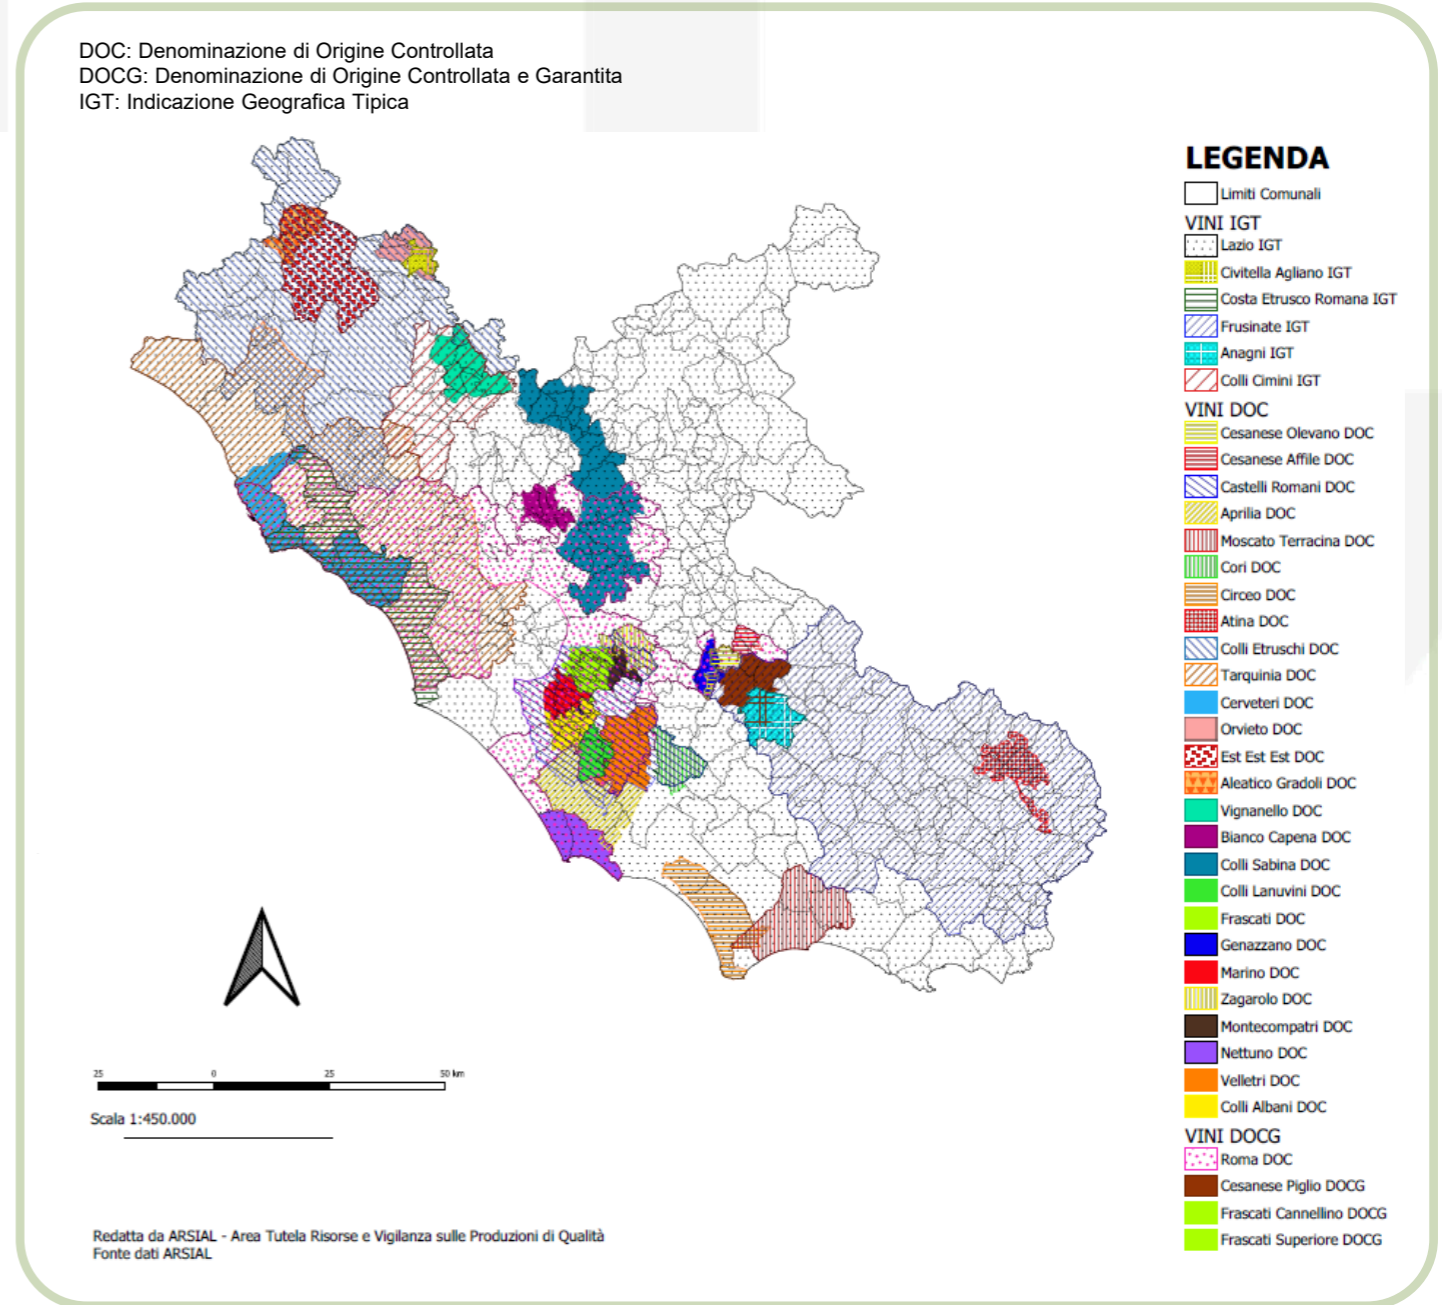 DOC: Denominazione di Origine Controllata
DOCG: Denominazione di Origine Controllata e Garantita
IGT: Indicazione Geografica Tipica
LEGENDA
Limiti Comunali
VINI IGT
Lazio IGT
Civitella Agliano IGT
Costa Etrusco Romana IGT
Frusinate IGT
Anagni IGT
Colli Cimini IGT
VINI DOC
Cesanese Olevano DOC
Cesanese Affile DOC
Castelli Romani DOC
Aprilia DOC
Moscato Terracina DOC
Cori DOC
Circeo DOC
Atina DOC
Colli Etruschi DOC
Tarquinia DOC
Cerveteri DOC
Orvieto DOC
Est Est Est DOC
Aleatico Gradoli DOC
Vignanello DOC
Bianco Capena DOC
Colli Sabina DOC
Colli Lanuvini DOC
Frascati DOC
Genazzano DOC
Marino DOC
Zagarolo DOC
Montecompatri DOC
Nettuno DOC
Velletri DOC
Colli Albani DOC
VINI DOCG
Roma DOC
Cesanese Piglio DOCG
Frascati Cannellino DOCG
Frascati Superiore DOCG
25 0 25 50 km
Scala 1:450.000
Redatta da ARSIAL - Area Tutela Risorse e Vigilanza sulle Produzioni di Qualità
Fonte dati ARSIAL